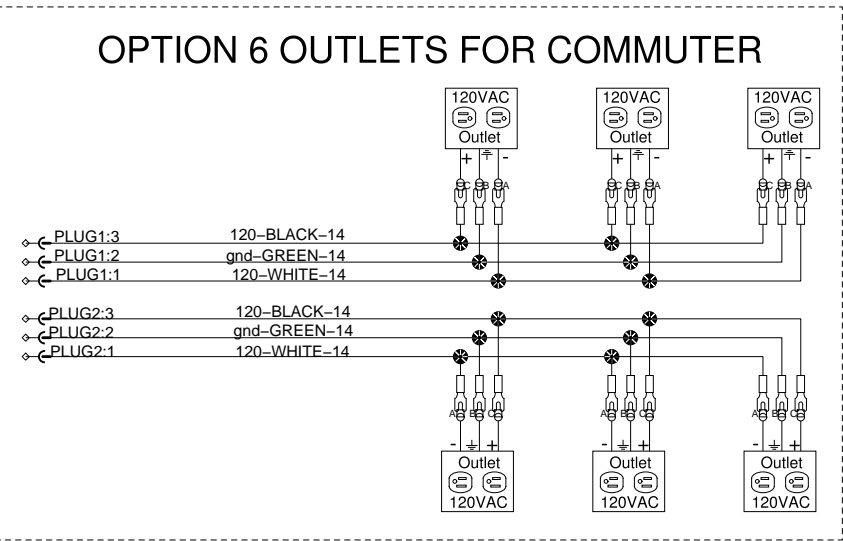 OPTION 6 OUTLETS FOR COMMUTER
120VAC 120VAC 120VAC
Outlet Outlet Outlet
+ - + - + -
C B A C B A C B A
PLUG1:3 120-BLACK-14
PLUG1:2 gnd-GREEN-14
PLUG1:1 120-WHITE-14
PLUG2:3 120-BLACK-14
PLUG2:2 gnd-GREEN-14
PLUG2:1 120-WHITE-14
A B C A B C A B C
- + - + - +
Outlet Outlet Outlet
120VAC 120VAC 120VAC